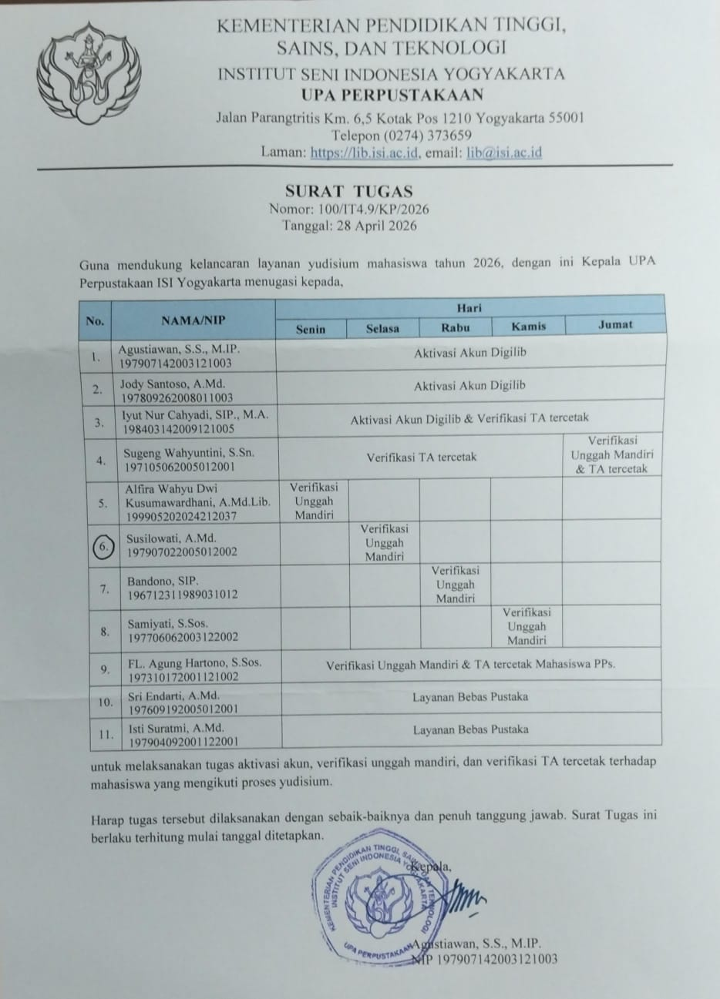 KEMENTERIAN PENDIDIKAN TINGGI,
SAINS, DAN TEKNOLOGI
INSTITUT SENI INDONESIA YOGYAKARTA
UPA PERPUSTAKAAN
Jalan Parangtritis Km. 6,5 Kotak Pos 1210 Yogyakarta 55001
Telepon (0274) 373659
Laman: https://lib.isi.ac.id, email: lib@isi.ac.id
SURAT TUGAS
Nomor: 100/IT4.9/KP/2026
Tanggal: 28 April 2026
Guna mendukung kelancaran layanan yudisium mahasiswa tahun 2026, dengan ini Kepala UPA
Perpustakaan ISI Yogyakarta menugasi kepada,
No. NAMA/NIP Hari
Senin Selasa Rabu Kamis Jumat
1. Agustiawan, S.S., M.IP.
197907142003121003
Aktivasi Akun Digilib
2. Jody Santoso, A.Md.
197809262008011003
Aktivasi Akun Digilib
3. Iyut Nur Cahyadi, SIP., M.A.
198403142009121005
Aktivasi Akun Digilib & Verifikasi TA tercetak
4. Sugeng Wahyuntini, S.Sn.
197105062005012001
Verifikasi TA tercetak
Verifikasi
Unggah Mandiri
& TA tercetak
5. Alfira Wahyu Dwi
Kusumawardhani, A.Md.Lib.
199905202024212037
Verifikasi
Unggah
Mandiri
6. Susilowati, A.Md.
197907022005012002
Verifikasi
Unggah
Mandiri
7. Bandono, SIP.
196712311989031012
Verifikasi
Unggah
Mandiri
8. Samiyati, S.Sos.
197706062003122002
Verifikasi
Unggah
Mandiri
9. FL. Agung Hartono, S.Sos.
197310172001121002
Verifikasi Unggah Mandiri & TA tercetak Mahasiswa PPs.
10. Sri Endarti, A.Md.
197609192005012001
Layanan Bebas Pustaka
11. Isti Suratmi, A.Md.
197904092001122001
Layanan Bebas Pustaka
untuk melaksanakan tugas aktivasi akun, verifikasi unggah mandiri, dan verifikasi TA tercetak terhadap
mahasiswa yang mengikuti proses yudisium.
Harap tugas tersebut dilaksanakan dengan sebaik-baiknya dan penuh tanggung jawab. Surat Tugas ini
berlaku terhitung mulai tanggal ditetapkan.
Kepala,
KEMENTERIAN PENDIDIKAN TINGGI, SAINS, DAN TEKNOLOGI
INSTITUT SENI INDONESIA YOGYAKARTA
UPA PERPUSTAKAAN
Agustiawan, S.S., M.IP.
NIP 197907142003121003